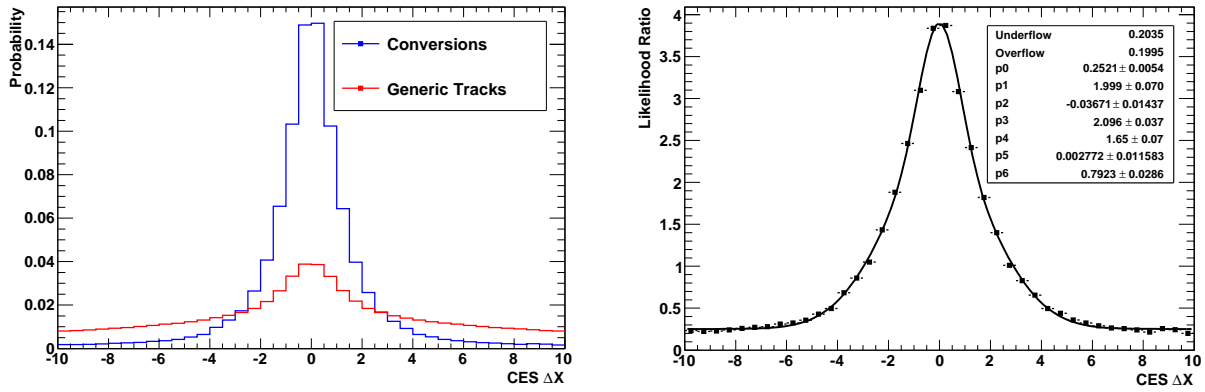 Probability
0.14
0.12
0.1
0.08
0.06
0.04
0.02
0
Conversions
Generic Tracks
-10 -8 -6 -4 -2 0 2 4 6 8 10
CES ΔX
Likelihood Ratio
4
3.5
3
2.5
2
1.5
1
0.5
0
Underflow 0.2035
Overflow 0.1995
p0 0.2521 ± 0.0054
p1 1.999 ± 0.070
p2 -0.03671 ± 0.01437
p3 2.096 ± 0.037
p4 1.65 ± 0.07
p5 0.002772 ± 0.011583
p6 0.7923 ± 0.0286
-10 -8 -6 -4 -2 0 2 4 6 8 10
CES ΔX